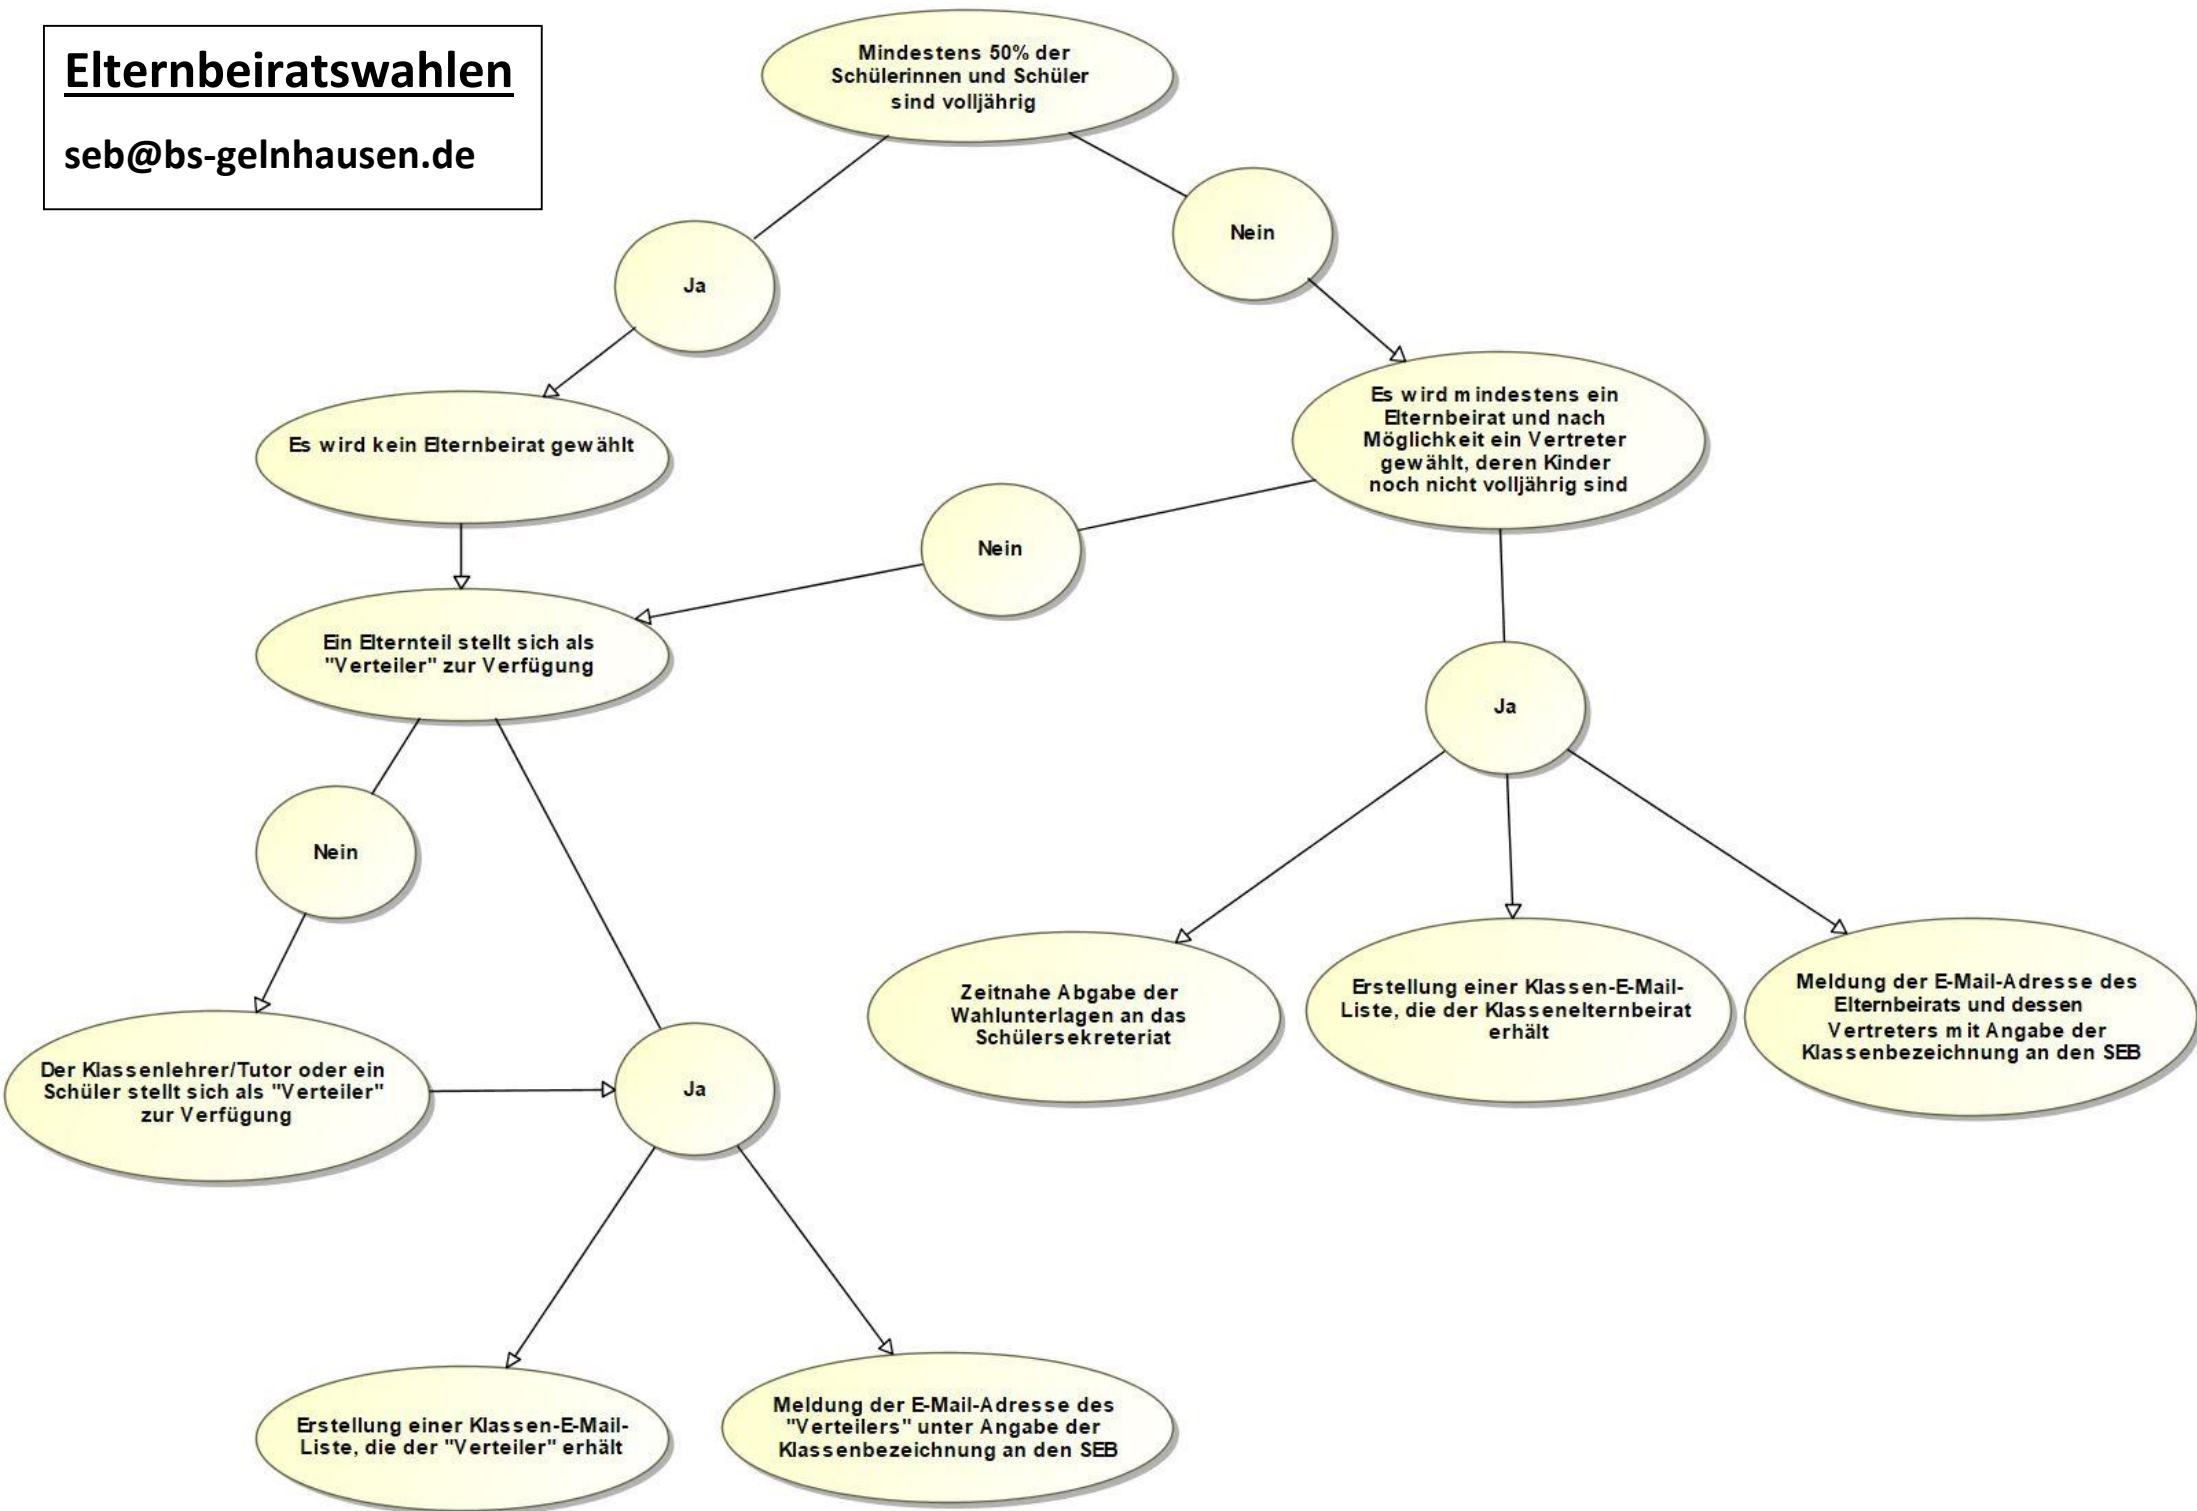 Elternbeiratswahlen
seb@bs-gelnhausen.de
Mindestens 50% der
Schülerinnen und Schüler
sind volljährig
Nein
Ja
Es wird mindestens ein
Elternbeirat und nach
Möglichkeit ein Vertreter
gewählt, deren Kinder
noch nicht volljährig sind
Es wird kein Elternbeirat gewählt
Nein
Ein Elternteil stellt sich als
"Verteiler" zur Verfügung
Ja
Nein
Zeitnahe Abgabe der
Wahlunterlagen an das
Schülersekreteriat
Erstellung einer Klassen-E-Mail-
Liste, die der Klassenelternbeirat
erhält
Meldung der E-Mail-Adresse des
Elternbeirats und dessen
Vertreters mit Angabe der
Klassenbezeichnung an den SEB
Der Klassenlehrer/Tutor oder ein
Schüler stellt sich als "Verteiler"
zur Verfügung
Ja
Erstellung einer Klassen-E-Mail-
Liste, die der "Verteiler" erhält
Meldung der E-Mail-Adresse des
"Verteilers" unter Angabe der
Klassenbezeichnung an den SEB